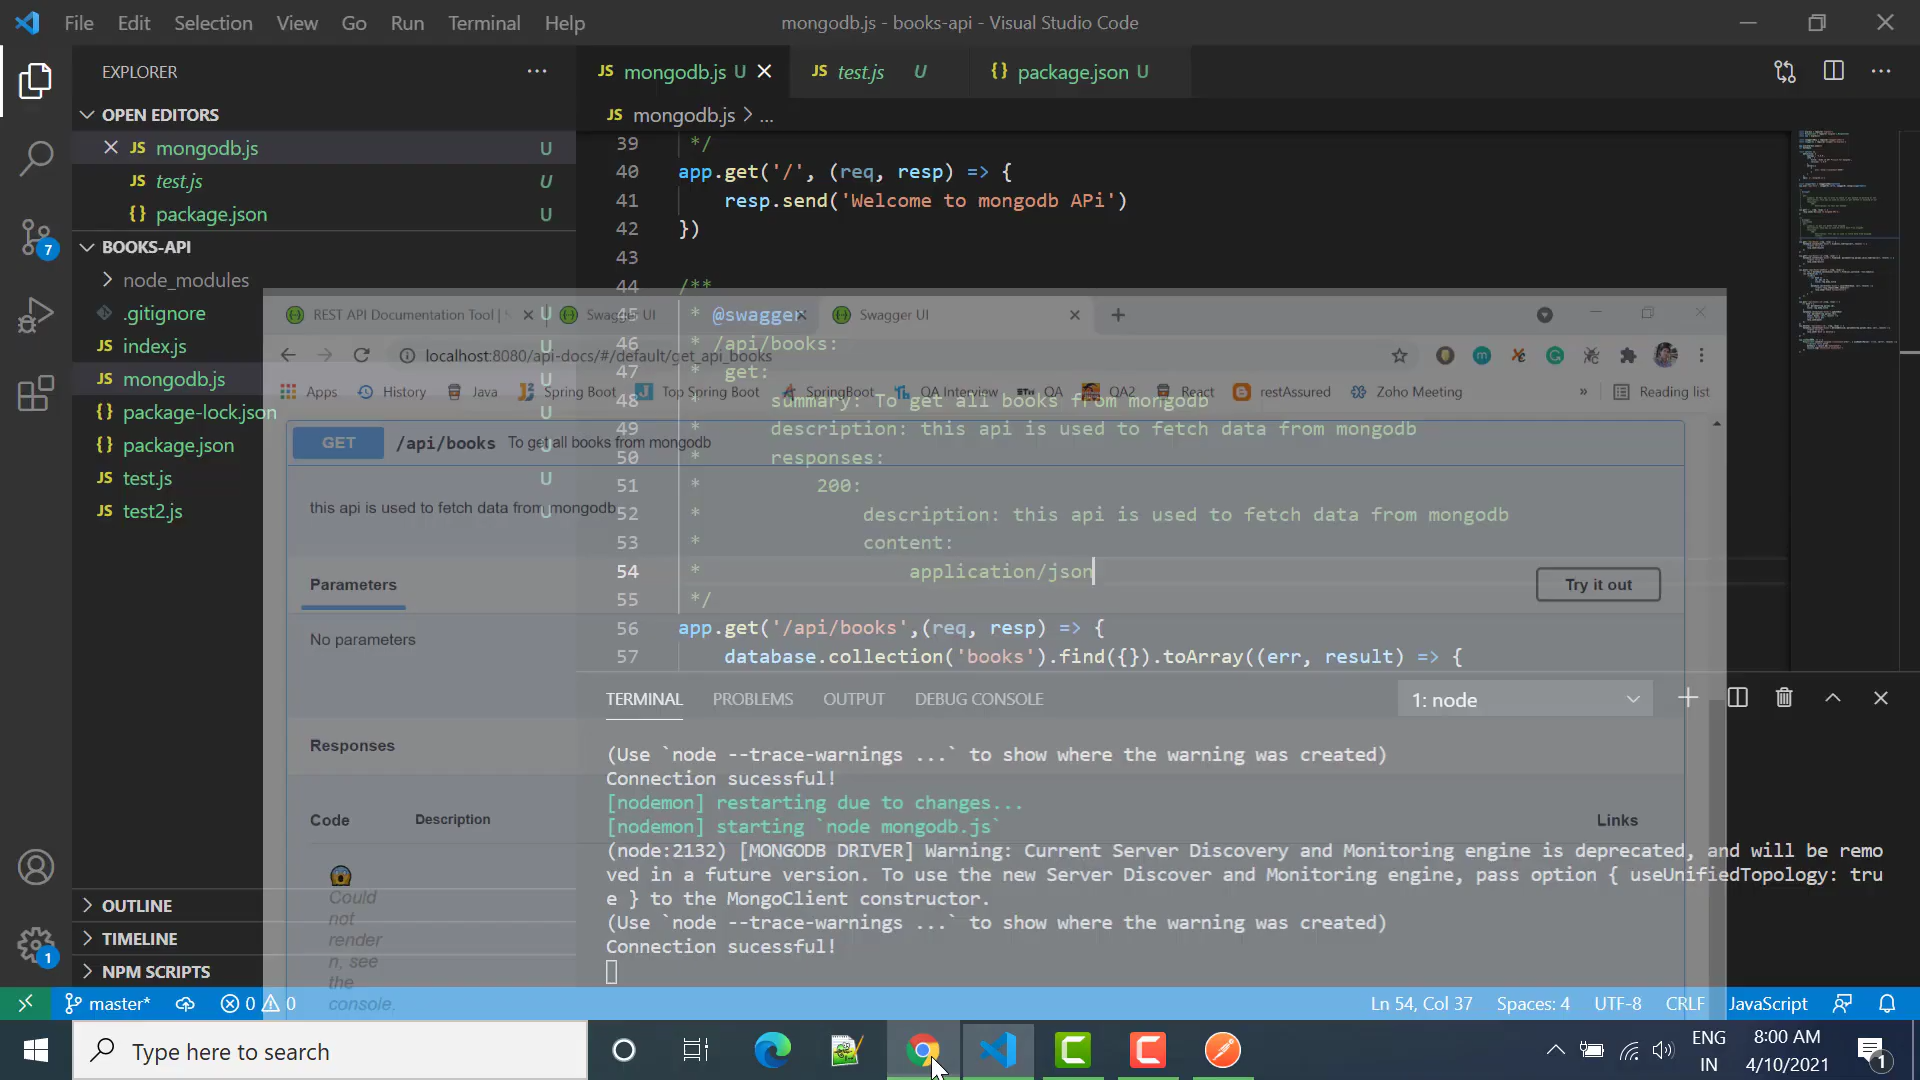 File Edit Selection View Go Run Terminal Help
mongodb.js - books-api - Visual Studio Code
EXPLORER
OPEN EDITORS
JS mongodb.js U
JS test.js U
{} package.json U
BOOKS-API
node_modules
.gitignore U
JS index.js U
JS mongodb.js U
{} package-lock.json U
{} package.json U
JS test.js U
JS test2.js U
OUTLINE
TIMELINE
NPM SCRIPTS
JS mongodb.js U
JS test.js U
{} package.json U
JS mongodb.js > ...
39 */
40 app.get('/', (req, resp) => {
41 resp.send('Welcome to mongodb APi')
42 })
43
44 /**
45 * @swagger
46 * /api/books:
47 * get:
48 * summary: To get all books from mongodb
49 * description: this api is used to fetch data from mongodb
50 * responses:
51 * 200:
52 * description: this api is used to fetch data from mongodb
53 * content:
54 * application/json
55 */
56 app.get('/api/books',(req, resp) => {
57 database.collection('books').find({}).toArray((err, result) => {
REST API Documentation Tool | S
Swagger UI
Swagger UI
localhost:8080/api-docs/#/default/get_api_books
Apps History Java Spring Boot Top Spring Boot SpringBoot QA Interview QA QA2 React restAssured Zoho Meeting » Reading list
GET /api/books To get all books from mongodb
this api is used to fetch data from mongodb
Parameters
Try it out
No parameters
Responses
Code Description Links
Could
not
render
n, see
the
console.
TERMINAL PROBLEMS OUTPUT DEBUG CONSOLE
1: node
(Use `node --trace-warnings ...` to show where the warning was created)
Connection sucessful!
[nodemon] restarting due to changes...
[nodemon] starting `node mongodb.js`
(node:2132) [MONGODB DRIVER] Warning: Current Server Discovery and Monitoring engine is deprecated, and will be remo
ved in a future version. To use the new Server Discover and Monitoring engine, pass option { useUnifiedTopology: tru
e } to the MongoClient constructor.
(Use `node --trace-warnings ...` to show where the warning was created)
Connection sucessful!
master* 0 0
Ln 54, Col 37 Spaces: 4 UTF-8 CRLF JavaScript
7
1
Type here to search
ENG
IN
8:00 AM
4/10/2021
1